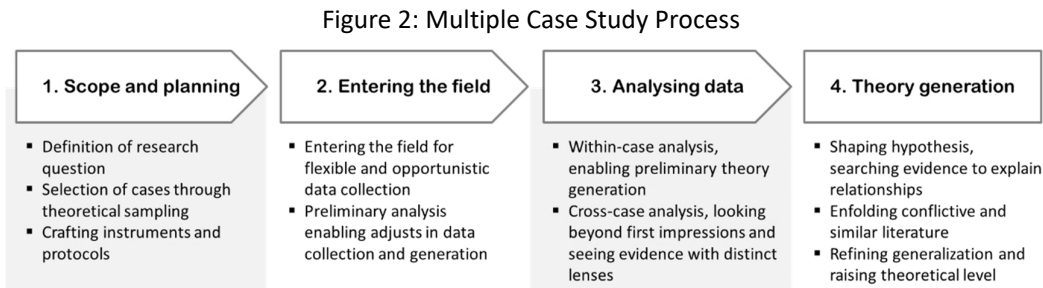 Figure 2: Multiple Case Study Process
1. Scope and planning
▪ Definition of research
question
▪ Selection of cases through
theoretical sampling
▪ Crafting instruments and
protocols
2. Entering the field
▪ Entering the field for
flexible and opportunistic
data collection
▪ Preliminary analysis
enabling adjusts in data
collection and generation
3. Analysing data
▪ Within-case analysis,
enabling preliminary theory
generation
▪ Cross-case analysis, looking
beyond first impressions and
seeing evidence with distinct
lenses
4. Theory generation
▪ Shaping hypothesis,
searching evidence to explain
relationships
▪ Enfolding conflictive and
similar literature
▪ Refining generalization and
raising theoretical level